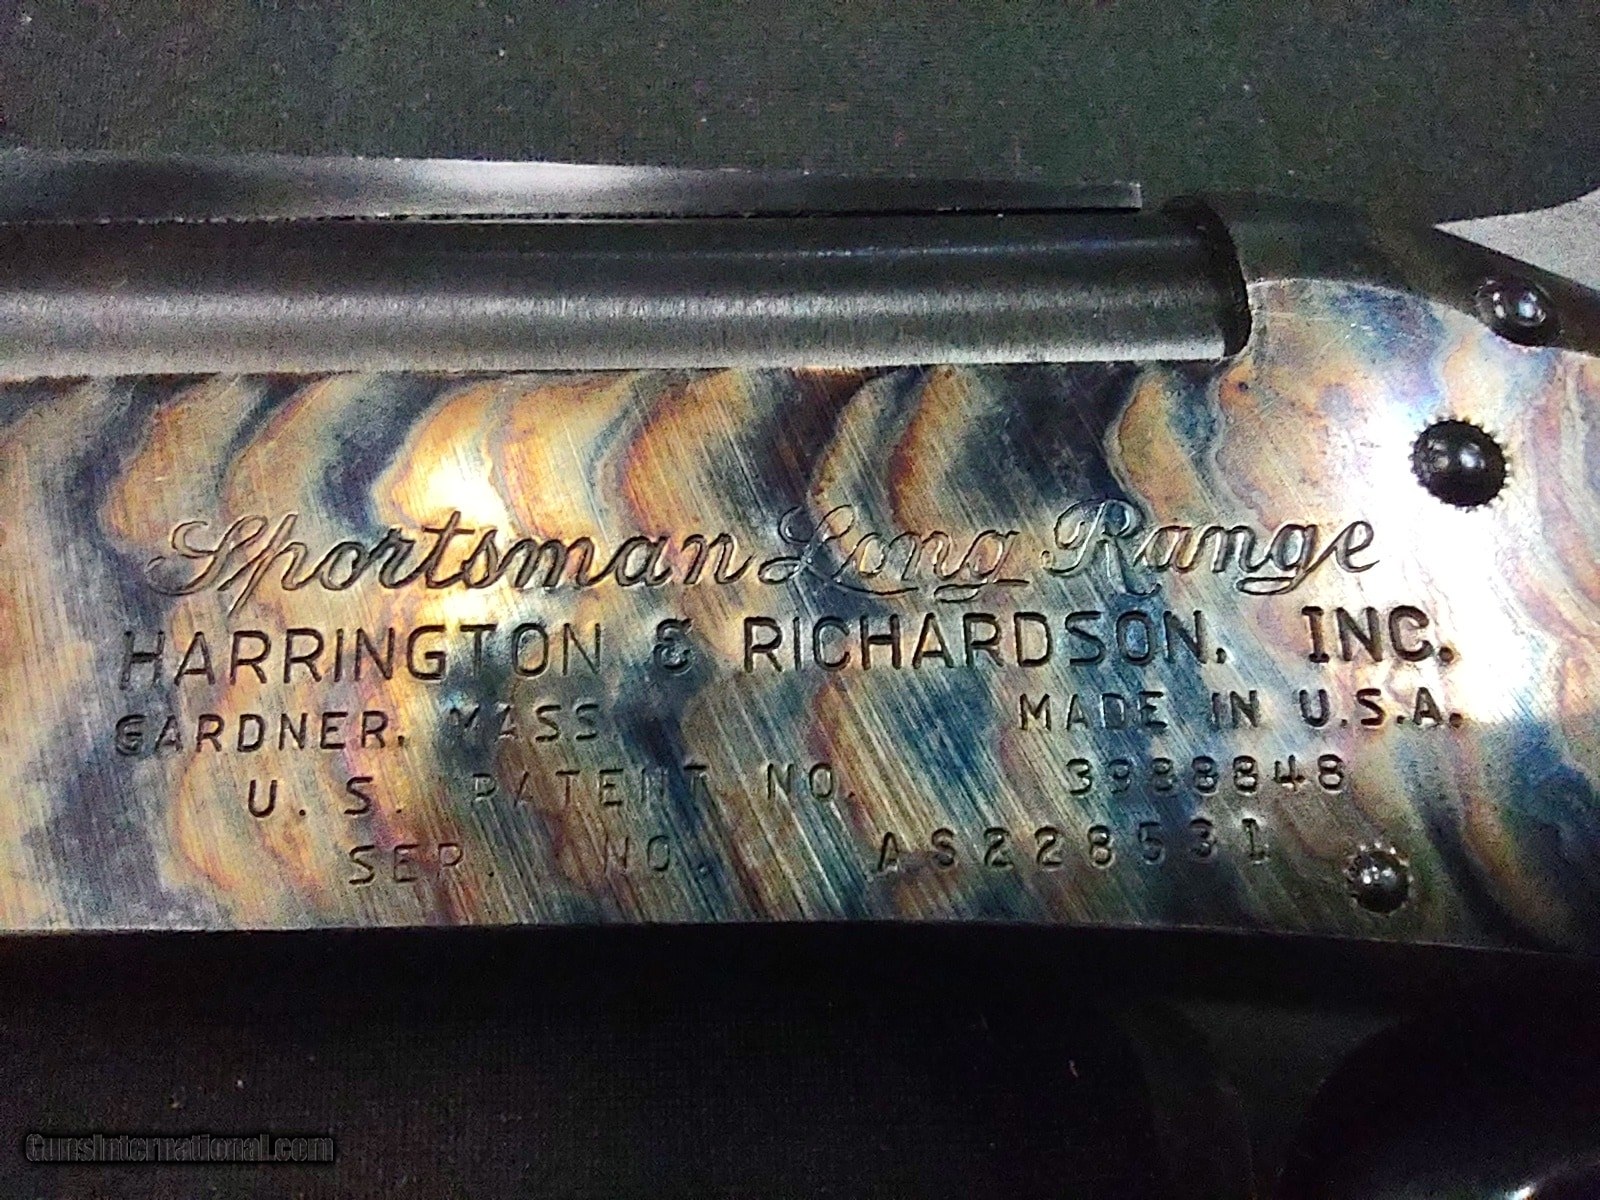 Sportsman Long Range
HARRINGTON & RICHARDSON, INC.
GARDNER, MASS MADE IN U.S.A.
U.S. PATENT NO. 3988848
SER. NO. AS228531
GunsInternational.com